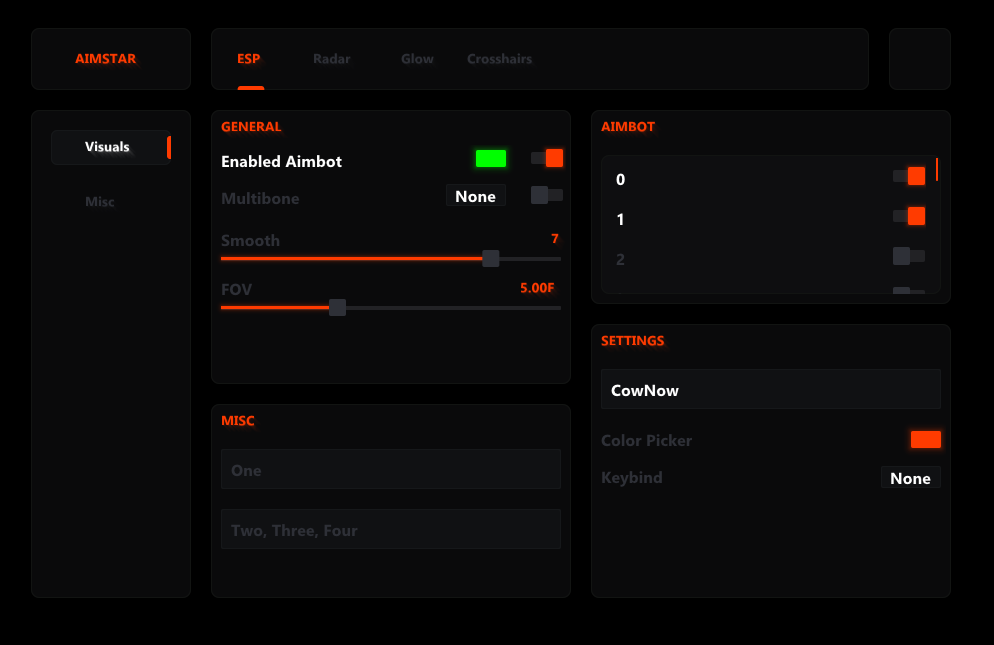 AIMSTAR
ESP Radar Glow Crosshairs
Visuals
Misc
GENERAL
Enabled Aimbot
Multibone None
Smooth 7
FOV 5.00F
MISC
One
Two, Three, Four
AIMBOT
0
1
2
SETTINGS
CowNow
Color Picker
Keybind None